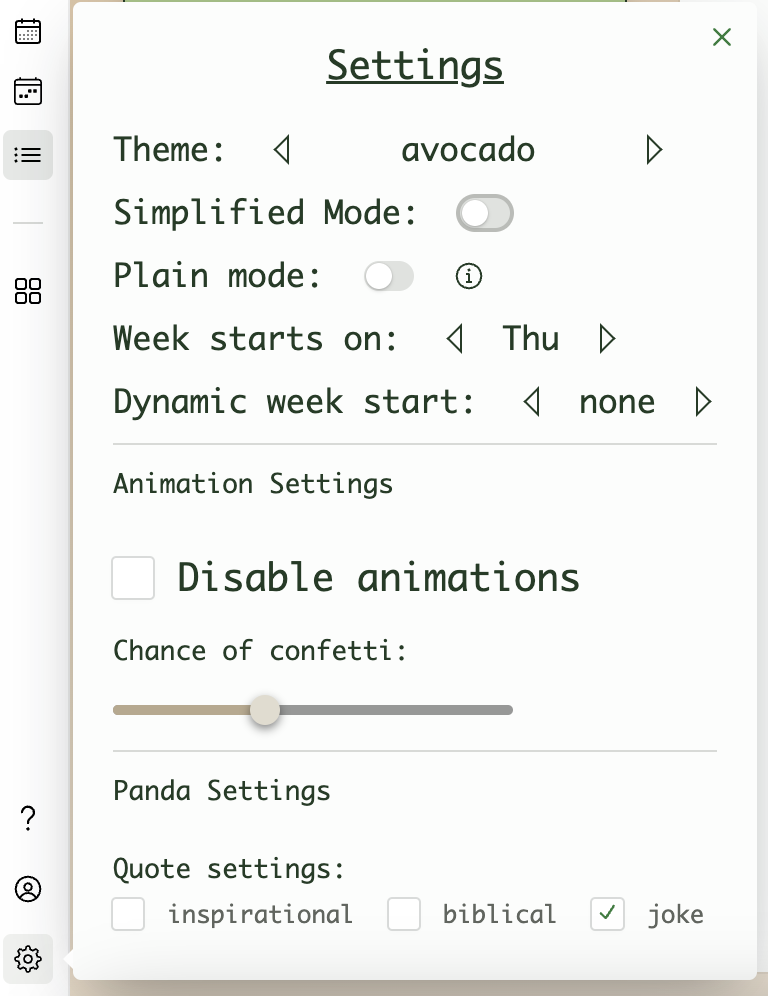 Settings
Theme: avocado
Simplified Mode:
Plain mode:
Week starts on: Thu
Dynamic week start: none
Animation Settings
Disable animations
Chance of confetti:
Panda Settings
Quote settings:
inspirational biblical joke